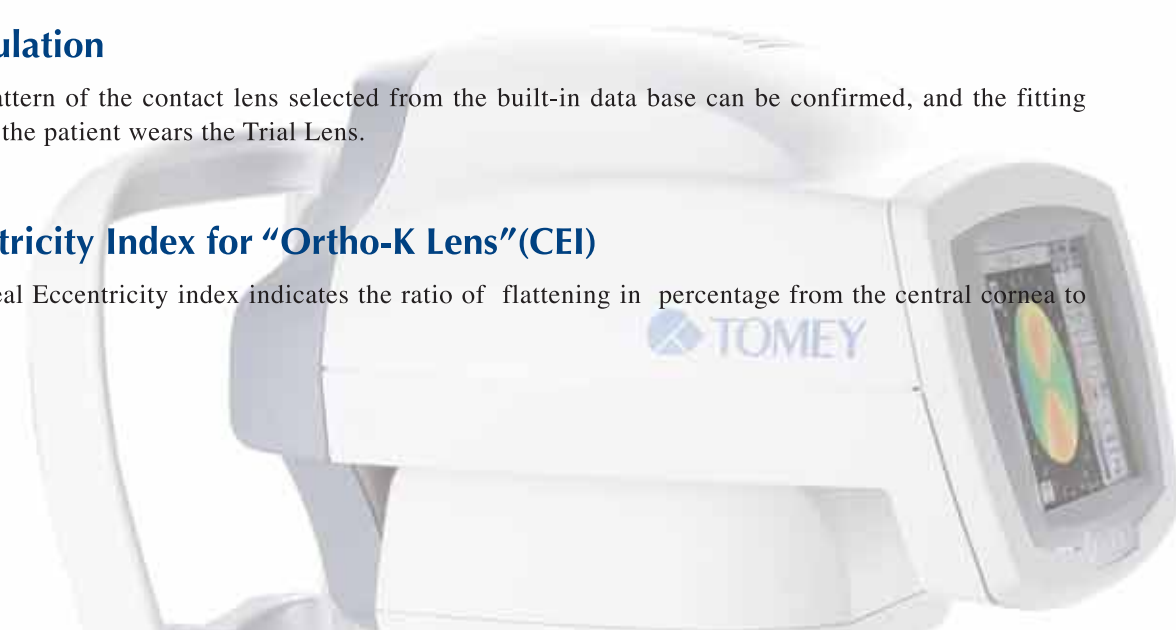 ulation
attern of the contact lens selected from the built-in data base can be confirmed, and the fitting
the patient wears the Trial Lens.
tricity Index for “Ortho-K Lens”(CEI)
eal Eccentricity index indicates the ratio of flattening in percentage from the central cornea to
TOMEY